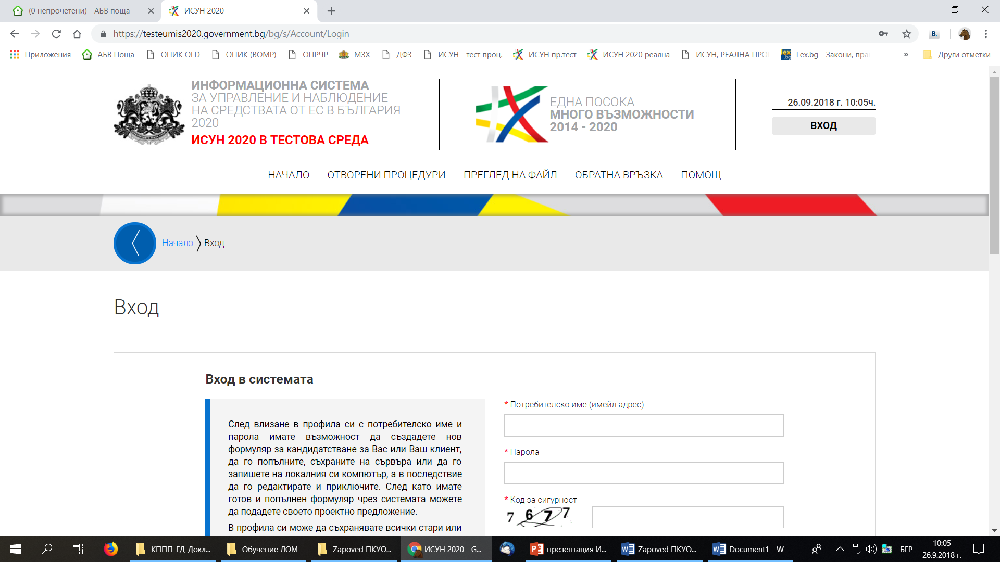 (0 непрочетени) - АБВ поща
ИСУН 2020
https://testeumis2020.government.bg/bg/s/Account/Login
Приложения
АБВ Поща
ОПИК OLD
ОПИК (ВОМР)
ОПРЧР
МЗХ
ДФЗ
ИСУН - тест проц.
ИСУН пр.тест
ИСУН 2020 реална
ИСУН, РЕАЛНА ПРО
Lex.bg - Закони, пра
»
Други отметки
ИНФОРМАЦИОННА СИСТЕМА
ЗА УПРАВЛЕНИЕ И НАБЛЮДЕНИЕ
НА СРЕДСТВАТА ОТ ЕС В БЪЛГАРИЯ
2020
ИСУН 2020 В ТЕСТОВА СРЕДА
ЕДНА ПОСОКА
МНОГО ВЪЗМОЖНОСТИ
2014 - 2020
26.09.2018 г. 10:05ч.
ВХОД
НАЧАЛО
ОТВОРЕНИ ПРОЦЕДУРИ
ПРЕГЛЕД НА ФАЙЛ
ОБРАТНА ВРЪЗКА
ПОМОЩ
Начало
Вход
Вход
Вход в системата
След влизане в профила си с потребителско име и
парола имате възможност да създадете нов
формуляр за кандидатстване за Вас или Ваш клиент,
да го попълните, съхраните на сървъра или да го
запишете на локалния си компютър, а в последствие
да го редактирате и приключите. След като имате
готов и попълнен формуляр чрез системата можете
да подадете своето проектно предложение.
В профила си може да съхранявате всички стари или
* Потребителско име (имейл адрес)
* Парола
* Код за сигурност
7 6 7 7
КППП_ГД_Докл...
Обучение ЛОМ
Zapoved ПКУО...
ИСУН 2020 - G...
презентация И...
Zapoved ПКУО...
Document1 - W
БГР
10:05
26.9.2018 г.